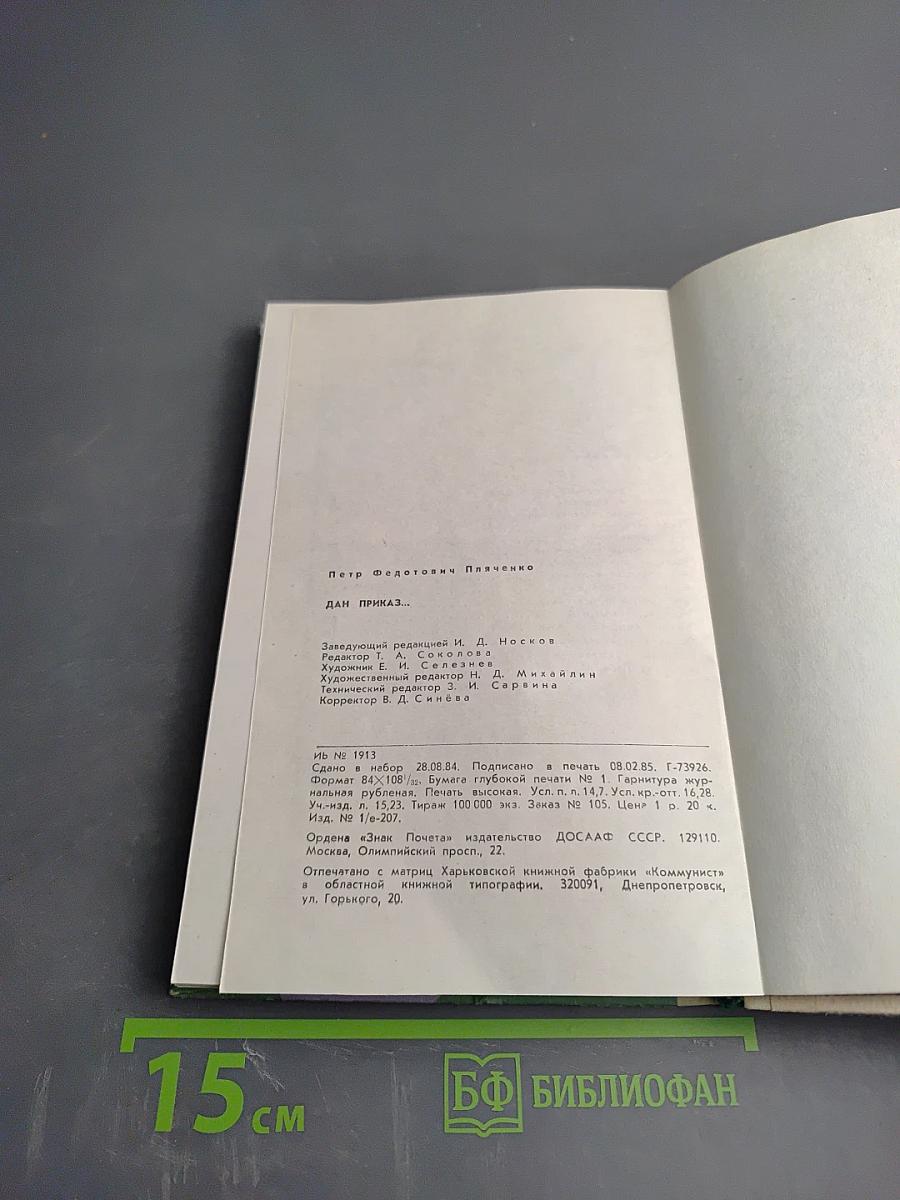 Петр Федотович Пляченко
ДАН ПРИКАЗ...
Заведующий редакцией И. Д. Носков
Редактор Т. А. Соколова
Художник Е. И. Селезнев
Художественный редактор Н. Д. Михайлин
Технический редактор З. И. Сарвина
Корректор В. Д. Синёва
ИЬ № 1913
Сдано в набор 28.08.84. Подписано в печать 08.02.85. Г-73926.
Формат 84×108¹/₃₂. Бумага глубокой печати № 1. Гарнитура жур-
нальная рубленая. Печать высокая. Усл. п. л. 14,7. Усл. кр.-отт. 16,28.
Уч.-изд. л. 15,23. Тираж 100 000 экз. Заказ № 105. Цена 1 р. 20 к.
Изд. № 1/е-207.
Ордена «Знак Почета» издательство ДОСААФ СССР. 129110.
Москва, Олимпийский просп., 22.
Отпечатано с матриц Харьковской книжной фабрики «Коммунист»
в областной книжной типографии. 320091, Днепропетровск,
ул. Горького, 20.
15 см
БФ БИБЛИОФАН